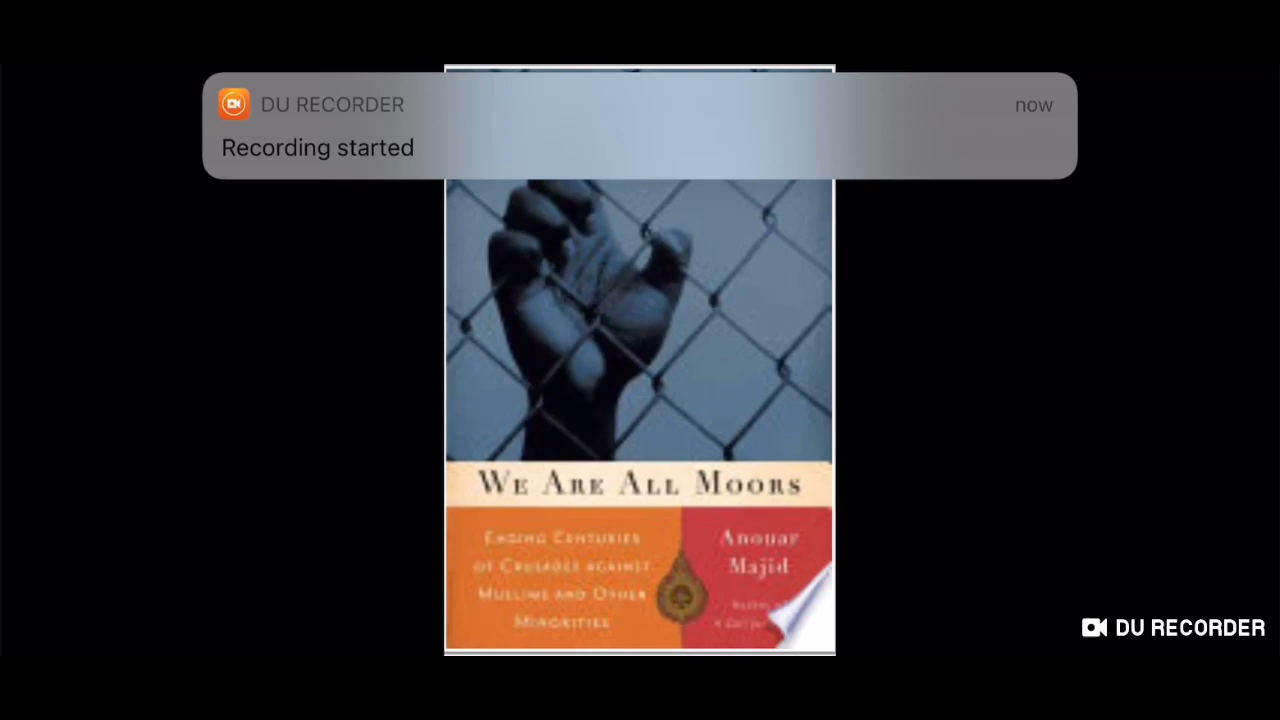 DU RECORDER
now
Recording started
WE ARE ALL MOORS
ENDING CENTURIES
OF CRUSADES AGAINST
MUSLIMS AND OTHER
MINORITIES
Anouar
Majid
DU RECORDER